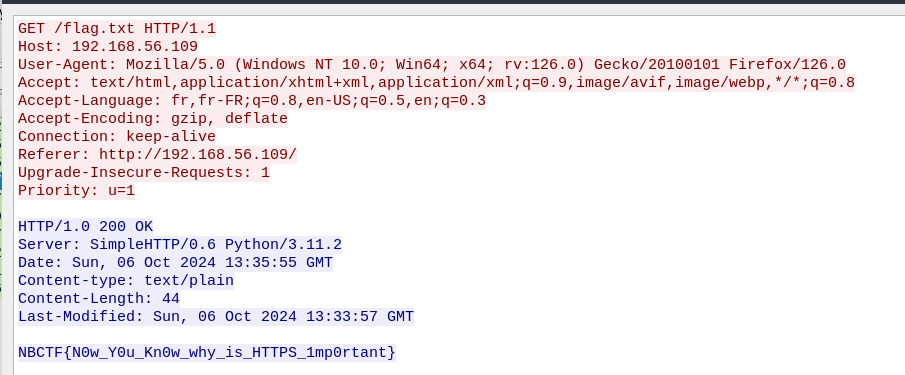 GET /flag.txt HTTP/1.1
Host: 192.168.56.109
User-Agent: Mozilla/5.0 (Windows NT 10.0; Win64; x64; rv:126.0) Gecko/20100101 Firefox/126.0
Accept: text/html,application/xhtml+xml,application/xml;q=0.9,image/avif,image/webp,*/*;q=0.8
Accept-Language: fr,fr-FR;q=0.8,en-US;q=0.5,en;q=0.3
Accept-Encoding: gzip, deflate
Connection: keep-alive
Referer: http://192.168.56.109/
Upgrade-Insecure-Requests: 1
Priority: u=1
HTTP/1.0 200 OK
Server: SimpleHTTP/0.6 Python/3.11.2
Date: Sun, 06 Oct 2024 13:35:55 GMT
Content-type: text/plain
Content-Length: 44
Last-Modified: Sun, 06 Oct 2024 13:33:57 GMT
NBCTF{N0w_Y0u_Kn0w_why_is_HTTPS_1mp0rtant}